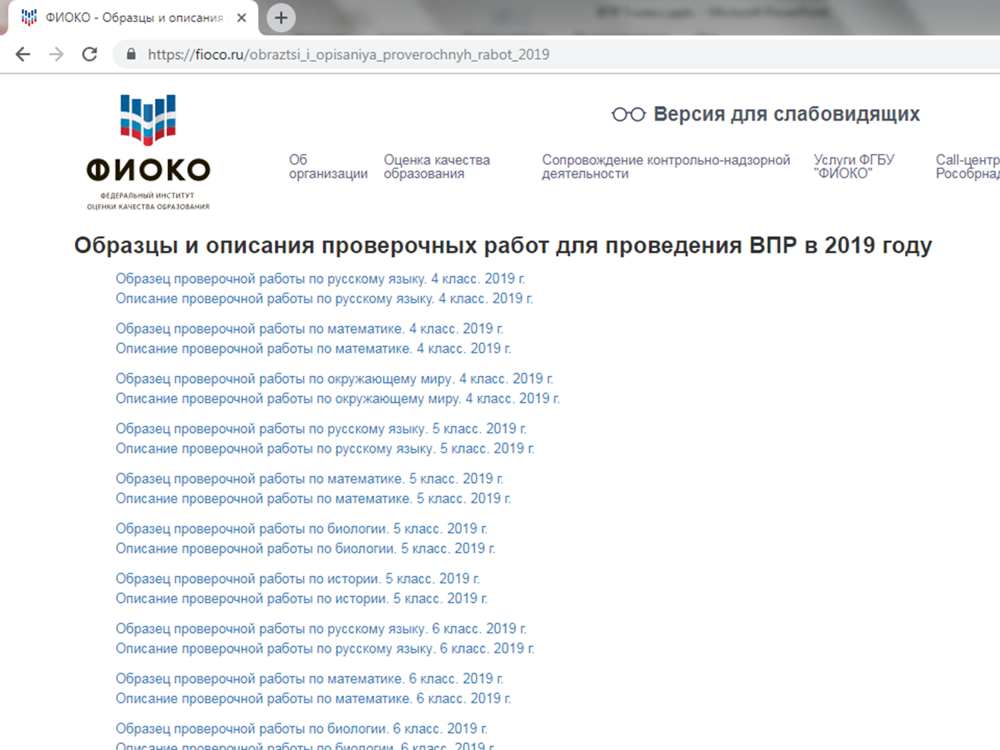 ФИОКО - Образцы и описания
https://fioco.ru/obraztsi_i_opisaniya_proverochnyh_rabot_2019
ФИОКО
ФЕДЕРАЛЬНЫЙ ИНСТИТУТ
ОЦЕНКИ КАЧЕСТВА ОБРАЗОВАНИЯ
Версия для слабовидящих
Об
организации
Оценка качества
образования
Сопровождение контрольно-надзорной
деятельности
Услуги ФГБУ
"ФИОКО"
Call-центр
Рособрнад
Образцы и описания проверочных работ для проведения ВПР в 2019 году
Образец проверочной работы по русскому языку. 4 класс. 2019 г.
Описание проверочной работы по русскому языку. 4 класс. 2019 г.
Образец проверочной работы по математике. 4 класс. 2019 г.
Описание проверочной работы по математике. 4 класс. 2019 г.
Образец проверочной работы по окружающему миру. 4 класс. 2019 г.
Описание проверочной работы по окружающему миру. 4 класс. 2019 г.
Образец проверочной работы по русскому языку. 5 класс. 2019 г.
Описание проверочной работы по русскому языку. 5 класс. 2019 г.
Образец проверочной работы по математике. 5 класс. 2019 г.
Описание проверочной работы по математике. 5 класс. 2019 г.
Образец проверочной работы по биологии. 5 класс. 2019 г.
Описание проверочной работы по биологии. 5 класс. 2019 г.
Образец проверочной работы по истории. 5 класс. 2019 г.
Описание проверочной работы по истории. 5 класс. 2019 г.
Образец проверочной работы по русскому языку. 6 класс. 2019 г.
Описание проверочной работы по русскому языку. 6 класс. 2019 г.
Образец проверочной работы по математике. 6 класс. 2019 г.
Описание проверочной работы по математике. 6 класс. 2019 г.
Образец проверочной работы по биологии. 6 класс. 2019 г.
Описание проверочной работы по биологии. 6 класс. 2019 г.